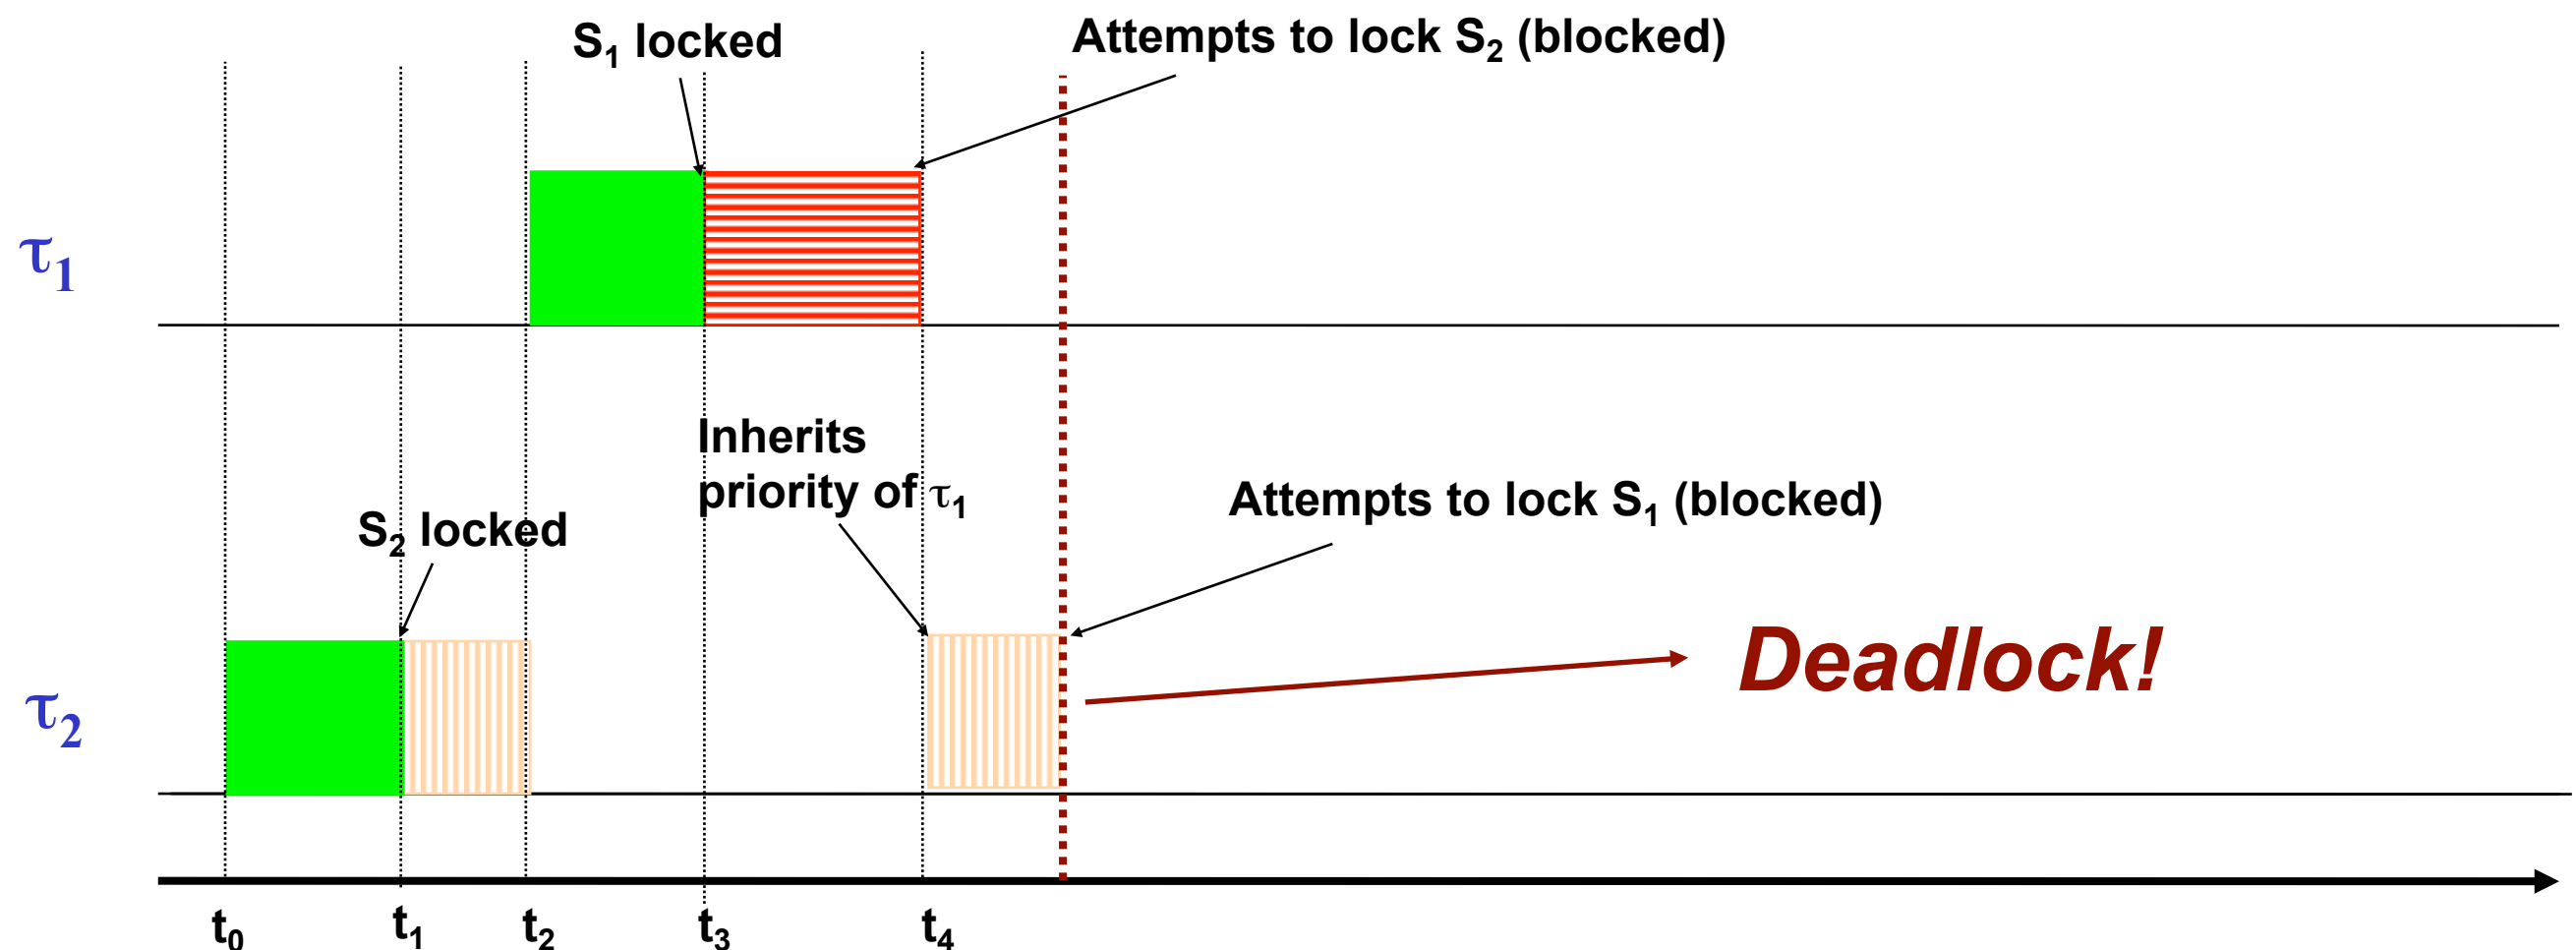 S₁ locked
Attempts to lock S₂ (blocked)
τ₁
Inherits
priority of τ₁
Attempts to lock S₁ (blocked)
S₂ locked
Deadlock!
τ₂
t₀ t₁ t₂ t₃ t₄